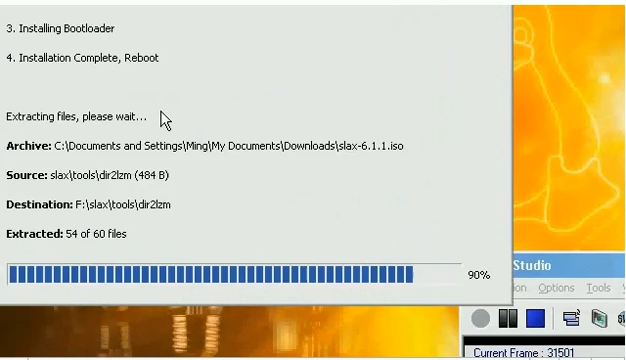 3. Installing Bootloader
4. Installation Complete, Reboot
Extracting files, please wait...
Archive: C:\Documents and Settings\Ming\My Documents\Downloads\slax-6.1.1.iso
Source: slax\tools\dir2lzm (484 B)
Destination: F:\slax\tools\dir2lzm
Extracted: 54 of 60 files
90%
Studio
Options Tools
Current Frame : 31501